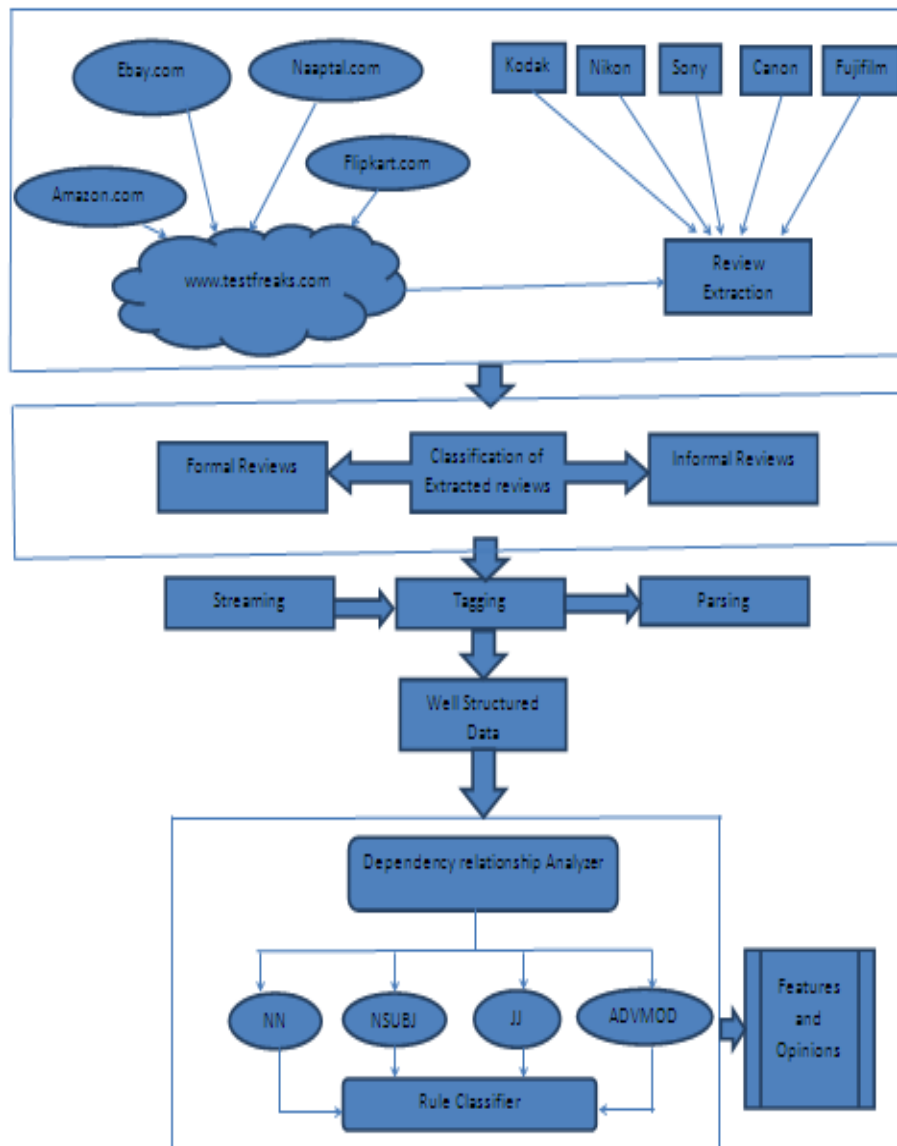 Ebay.com
Naaptal.com
Kodak
Nikon
Sony
Canon
Fujifilm
Amazon.com
Flipkart.com
www.testfreaks.com
Review
Extraction
Formal Reviews
Classification of
Extracted reviews
Informal Reviews
Streaming
Tagging
Parsing
Well Structured
Data
Dependency relationship Analyzer
NN
NSUBJ
JJ
ADVMOD
Features
and
Opinions
Rule Classifier